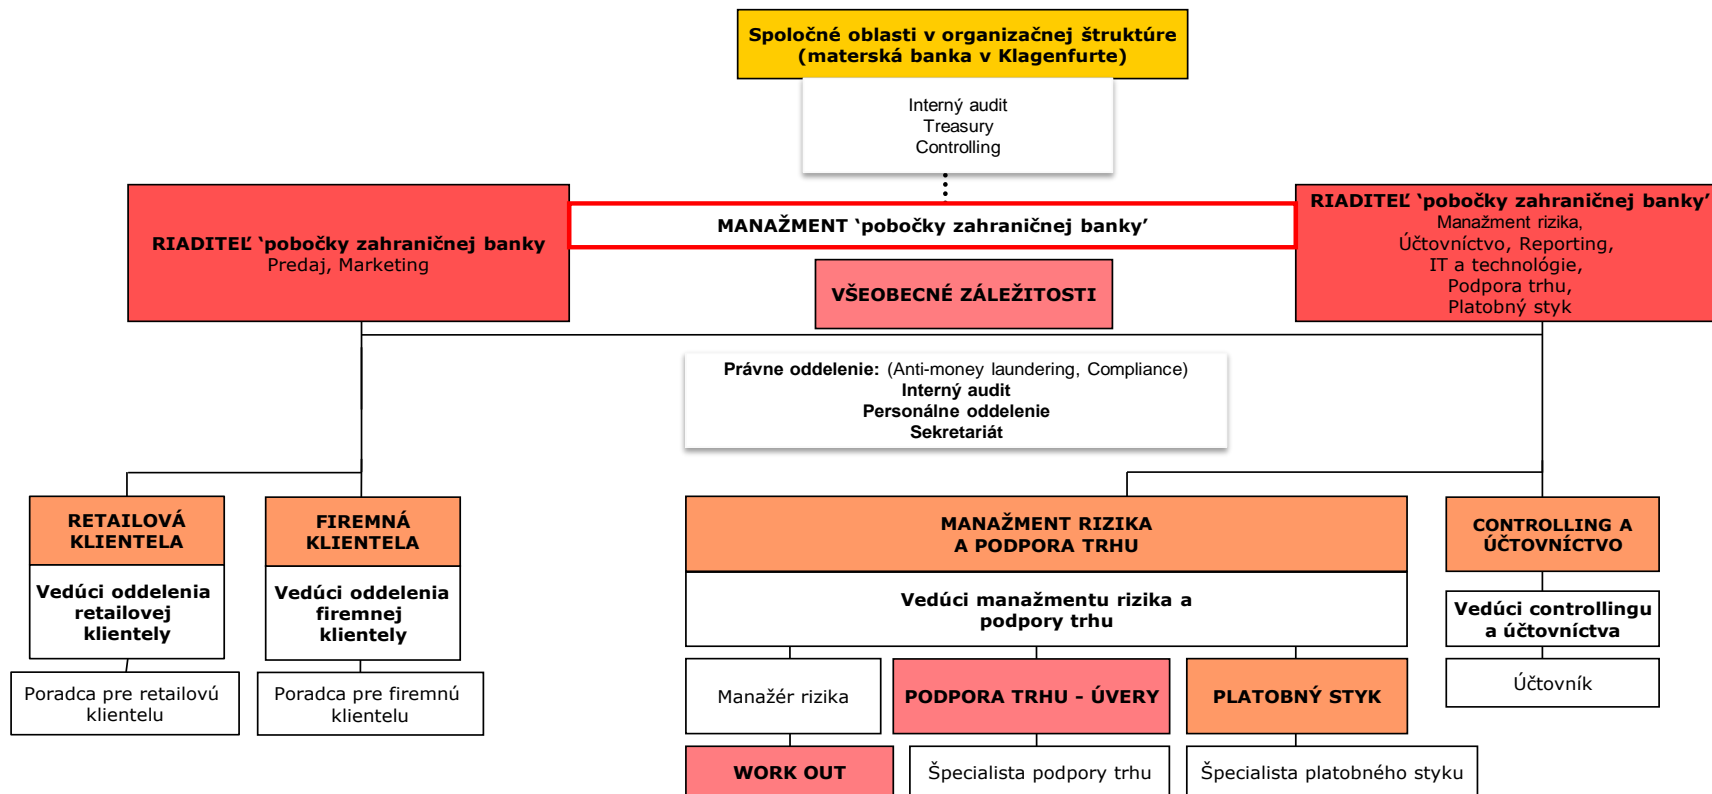 Spoločné oblasti v organizačnej štruktúre
(materská banka v Klagenfurte)
Interný audit
Treasury
Controlling
RIADITEĽ ‘pobočky zahraničnej banky
Predaj, Marketing
MANAŽMENT ‘pobočky zahraničnej banky’
RIADITEĽ ‘pobočky zahraničnej banky’
Manažment rizika,
Účtovníctvo, Reporting,
IT a technológie,
Podpora trhu,
Platobný styk
VŠEOBECNÉ ZÁLEŽITOSTI
Právne oddelenie: (Anti-money laundering, Compliance)
Interný audit
Personálne oddelenie
Sekretariát
RETAILOVÁ
KLIENTELA
Vedúci oddelenia
retailovej
klientely
Poradca pre retailovú
klientelu
FIREMNÁ
KLIENTELA
Vedúci oddelenia
firemnej
klientely
Poradca pre firemnú
klientelu
MANAŽMENT RIZIKA
A PODPORA TRHU
Vedúci manažmentu rizika a
podpory trhu
Manažér rizika
WORK OUT
PODPORA TRHU - ÚVERY
Špecialista podpory trhu
PLATOBNÝ STYK
Špecialista platobného styku
CONTROLLING A
ÚČTOVNÍCTVO
Vedúci controllingu
a účtovníctva
Účtovník